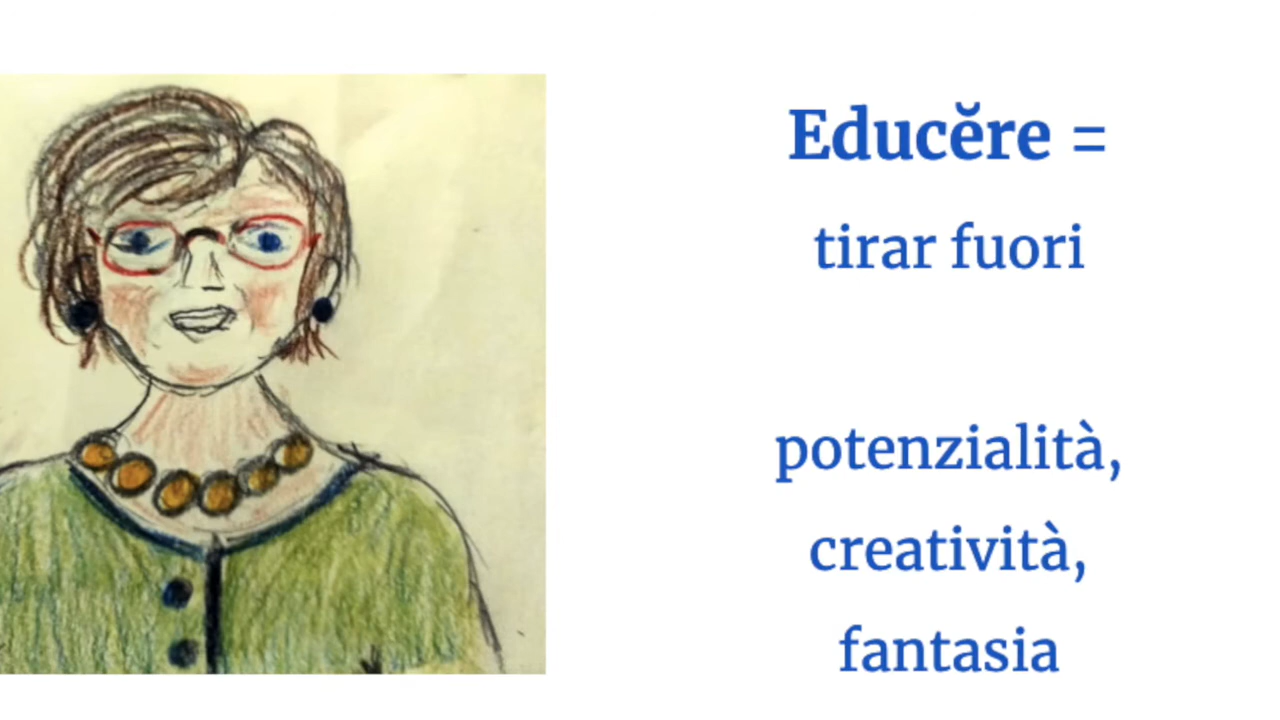 Educĕre =
tirar fuori
potenzialità,
creatività,
fantasia